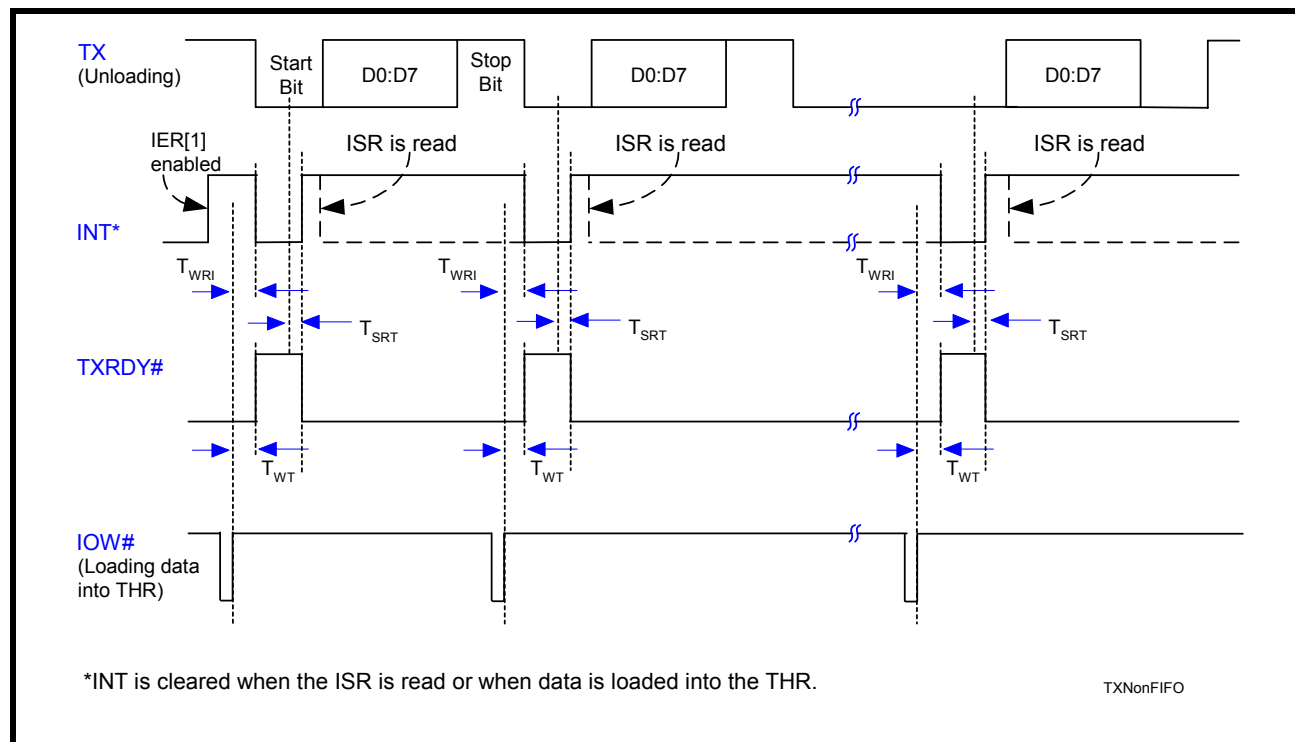 TX
(Unloading)
Start
Bit
D0:D7
Stop
Bit
D0:D7
D0:D7
IER[1]
enabled
ISR is read
ISR is read
ISR is read
INT*
TWRI
TWRI
TWRI
TSRT
TSRT
TSRT
TXRDY#
TWT
TWT
TWT
IOW#
(Loading data
into THR)
*INT is cleared when the ISR is read or when data is loaded into the THR.
TXNonFIFO